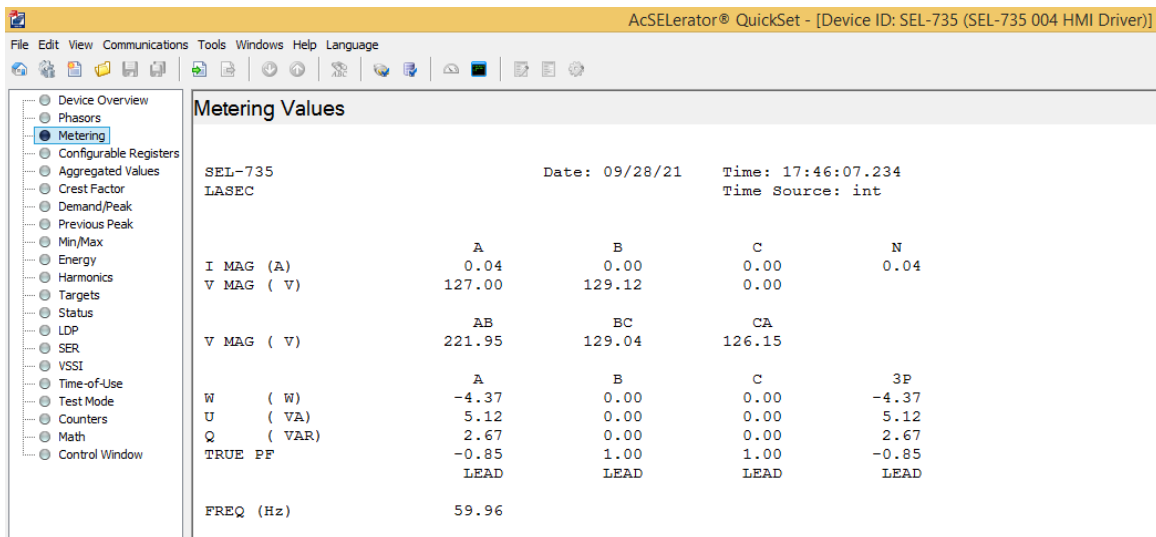 AcSELerator® QuickSet - [Device ID: SEL-735 (SEL-735 004 HMI Driver)]
File Edit View Communications Tools Windows Help Language
Device Overview
Phasors
Metering
Configurable Registers
Aggregated Values
Crest Factor
Demand/Peak
Previous Peak
Min/Max
Energy
Harmonics
Targets
Status
LDP
SER
VSSI
Time-of-Use
Test Mode
Counters
Math
Control Window
Metering Values
SEL-735 Date: 09/28/21 Time: 17:46:07.234
LASEC Time Source: int
A B C N
I MAG (A) 0.04 0.00 0.00 0.04
V MAG ( V) 127.00 129.12 0.00
AB BC CA
V MAG ( V) 221.95 129.04 126.15
A B C 3P
W ( W) -4.37 0.00 0.00 -4.37
U ( VA) 5.12 0.00 0.00 5.12
Q ( VAR) 2.67 0.00 0.00 2.67
TRUE PF -0.85 1.00 1.00 -0.85
LEAD LEAD LEAD LEAD
FREQ (Hz) 59.96